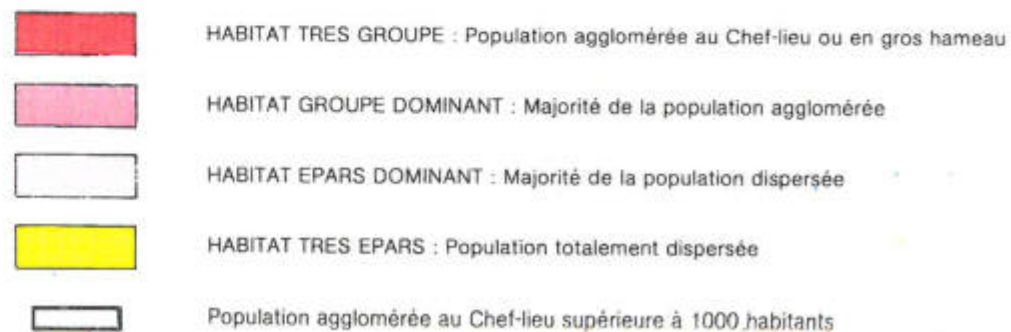 HABITAT TRES GROUPE : Population agglomérée au Chef-lieu ou en gros hameau
HABITAT GROUPE DOMINANT : Majorité de la population agglomérée
HABITAT EPARS DOMINANT : Majorité de la population dispersée
HABITAT TRES EPARS : Population totalement dispersée
Population agglomérée au Chef-lieu supérieure à 1000 habitants